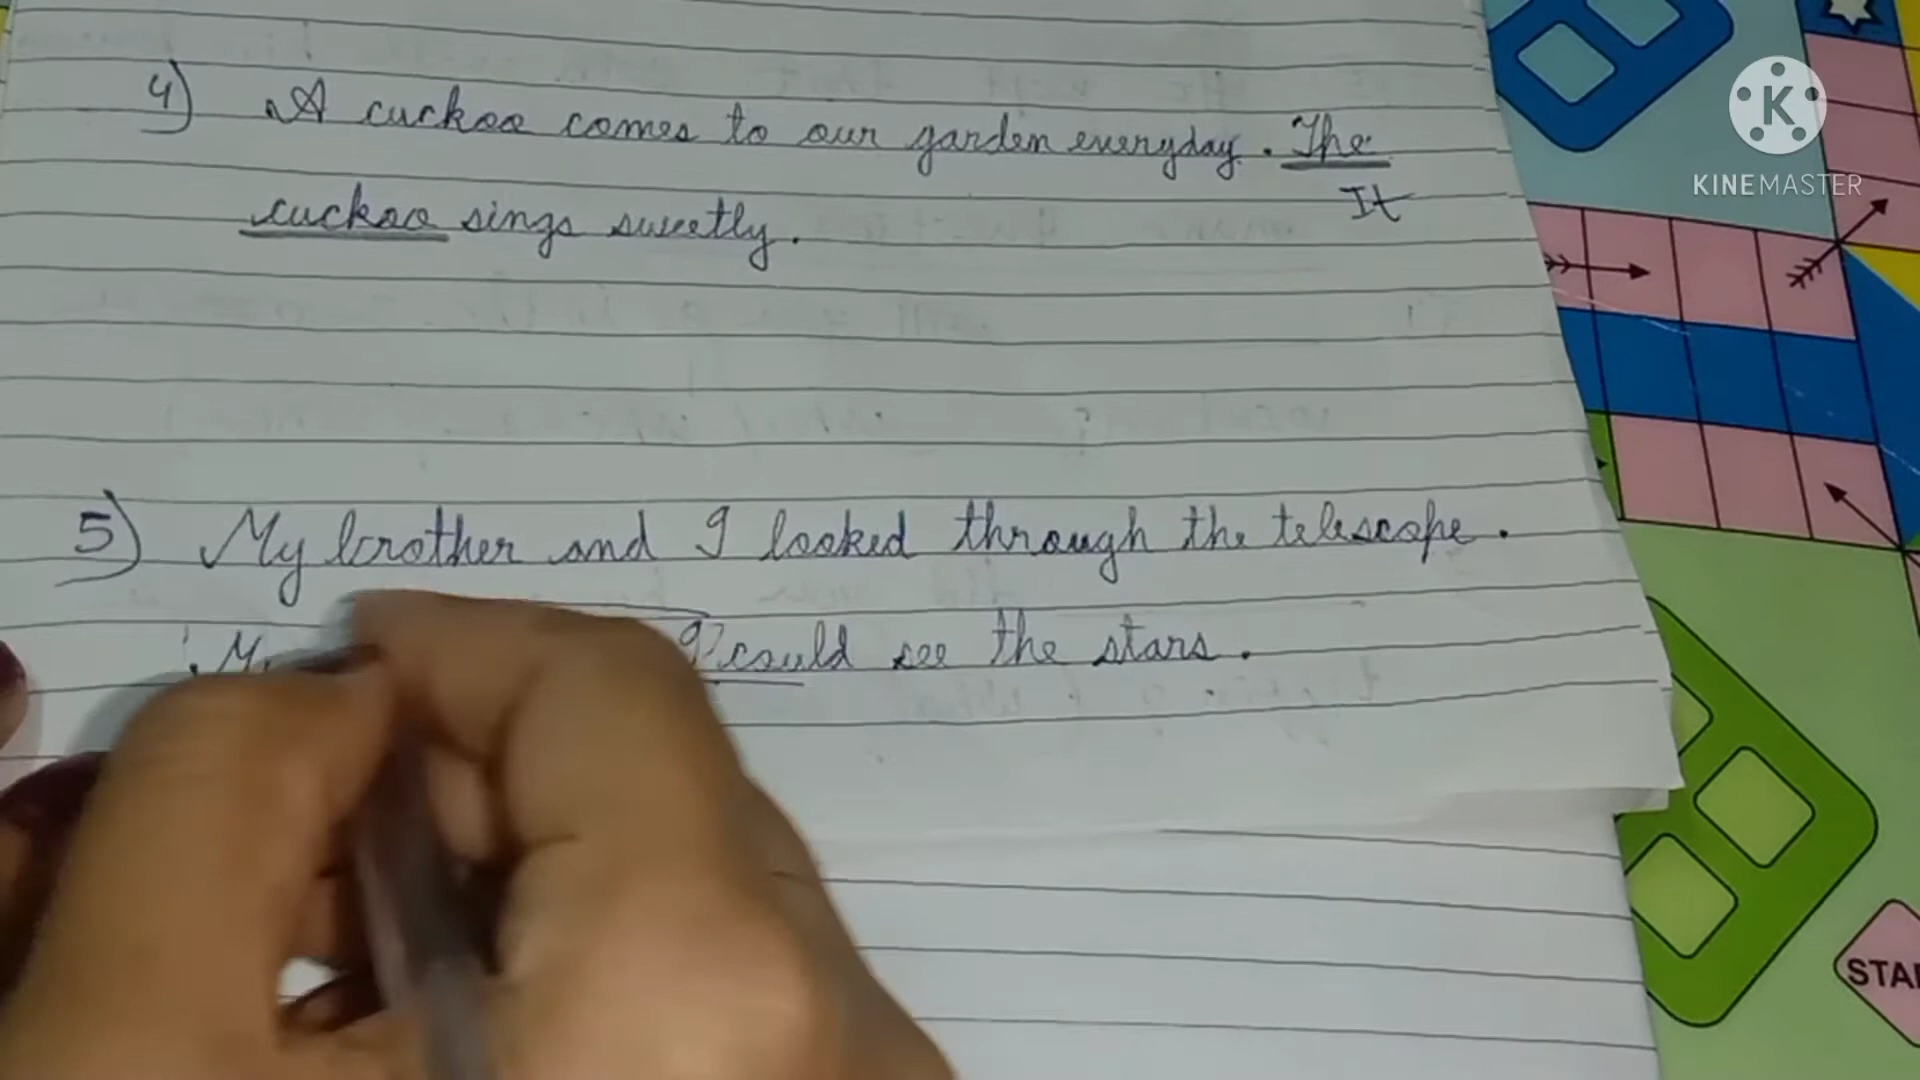 4) A cuckoo comes to our garden everyday. The
It
cuckoo sings sweetly.
5) My brother and I looked through the telescope.
I could see the stars.
K
KINEMASTER